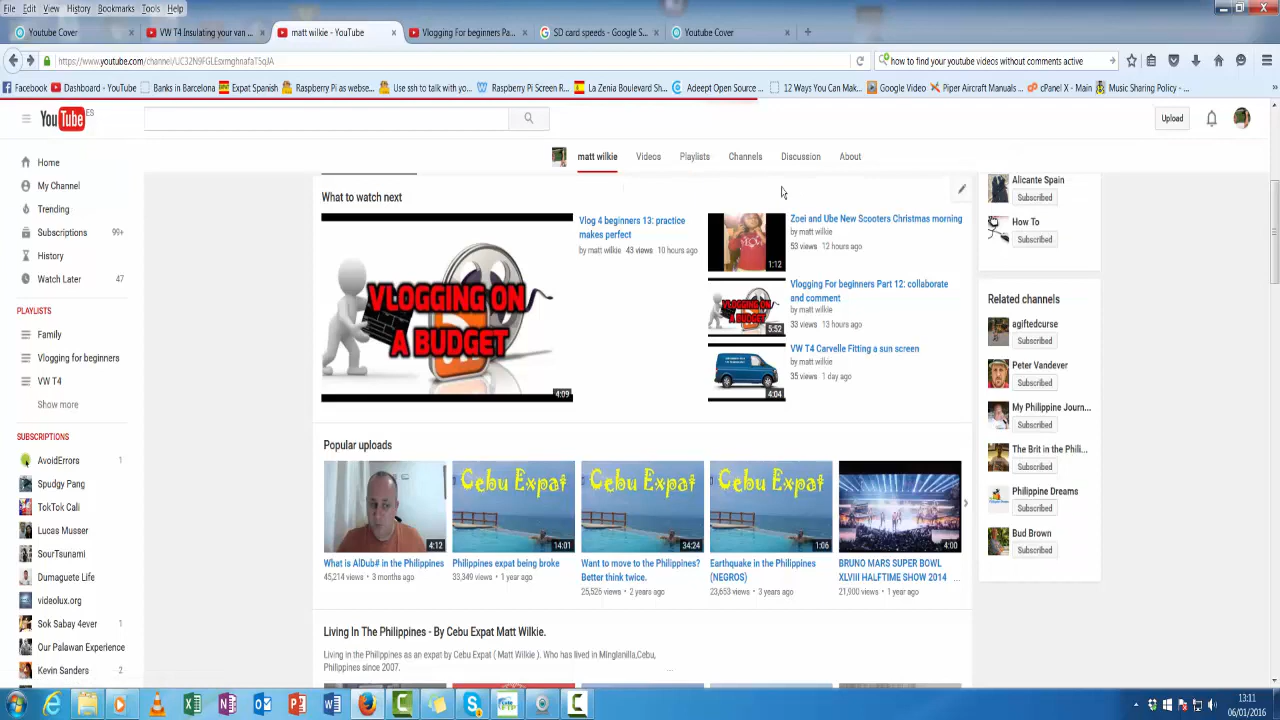 File Edit View History Bookmarks Tools Help
Youtube Cover
VW T4 Insulating your van ...
matt wilkie - YouTube
Vlogging For beginners Pa...
SD card speeds - Google S...
Youtube Cover
https://www.youtube.com/channel/
how to find your youtube videos without comments active
Facebook
Dashboard - YouTube
Banks in Barcelona
Expat Spanish
Raspberry Pi as webse...
Use ssh to talk with yo...
Raspberry Pi Screen R...
La Zenia Boulevard Sh...
Adeept Open Source ...
12 Ways You Can Mak...
Google Video
Piper Aircraft Manuals ...
cPanel X - Main
Music Sharing Policy -...
YouTube ES
Upload
matt wilkie Videos Playlists Channels Discussion About
Home
My Channel
Trending
Subscriptions 99+
History
Watch Later 47
PLAYLISTS
Family
Vlogging for beginners
VW T4
Show more
SUBSCRIPTIONS
AvoidErrors 1
Spudgy Pang
TokTok Cali
Lucas Musser
SourTsunami
Dumaguete Life
videolux.org
Sok Sabay 4ever 1
Our Palawan Experience
Kevin Sanders 2
What to watch next
VLOGGING ON
A BUDGET
4:09
Vlog 4 beginners 13: practice
makes perfect
by matt wilkie 43 views 10 hours ago
1:12
Zoei and Ube New Scooters Christmas morning
by matt wilkie
53 views 12 hours ago
5:52
Vlogging For beginners Part 12: collaborate
and comment
by matt wilkie
33 views 13 hours ago
4:04
VW T4 Carvelle Fitting a sun screen
by matt wilkie
35 views 1 day ago
Popular uploads
4:12
What is AlDub# in the Philippines
45,214 views • 3 months ago
Cebu Expat
14:01
Philippines expat being broke
33,349 views • 1 year ago
Cebu Expat
34:24
Want to move to the Philippines?
Better think twice.
25,526 views • 2 years ago
Cebu Expat
1:06
Earthquake in the Philippines
(NEGROS)
23,653 views • 3 years ago
4:00
BRUNO MARS SUPER BOWL
XLVIII HALFTIME SHOW 2014 ...
21,900 views • 1 year ago
Living In The Philippines - By Cebu Expat Matt Wilkie.
Living in the Philippines as an expat by Cebu Expat ( Matt Wilkie ). Who has lived in Minglanilla,Cebu,
Philippines since 2007.
...
Alicante Spain
Subscribed
How To
Subscribed
Related channels
agiftedcurse
Subscribed
Peter Vandever
Subscribed
My Philippine Journ...
Subscribed
The Brit in the Phili...
Subscribed
Philippine Dreams
Subscribed
Bud Brown
Subscribed
13:11
06/01/2016